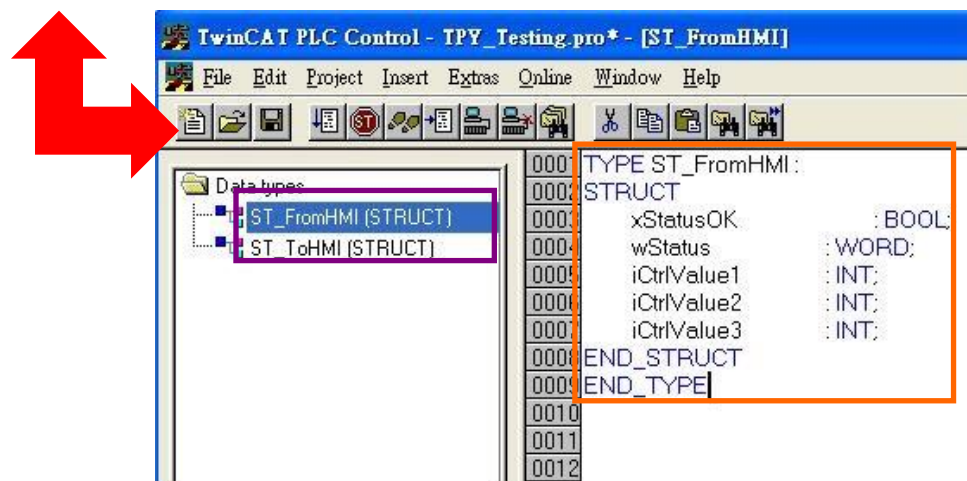 TwinCAT PLC Control - TPY_Testing.pro* - [ST_FromHMI]
File Edit Project Insert Extras Online Window Help
ST
Data types
ST_FromHMI (STRUCT)
ST_ToHMI (STRUCT)
0001 TYPE ST_FromHMI :
0002 STRUCT
0003 xStatusOK : BOOL;
0004 wStatus : WORD;
0005 iCtrlValue1 : INT;
0006 iCtrlValue2 : INT;
0007 iCtrlValue3 : INT;
0008 END_STRUCT
0009 END_TYPE
0010
0011
0012